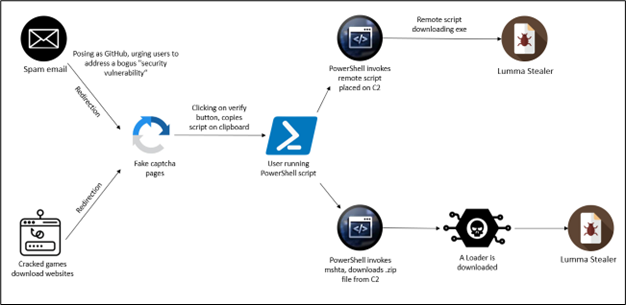 Spam email
Posing as GitHub, urging users to
address a bogus "security
vulnerability"
Redirection
Redirection
Cracked games
download websites
Fake captcha
pages
Clicking on verify
button, copies
script on clipboard
User running
PowerShell script
PowerShell invokes
remote script
placed on C2
Remote script
downloading exe
Lumma Stealer
PowerShell invokes
mshta, downloads .zip
file from C2
A Loader is
downloaded
Lumma Stealer